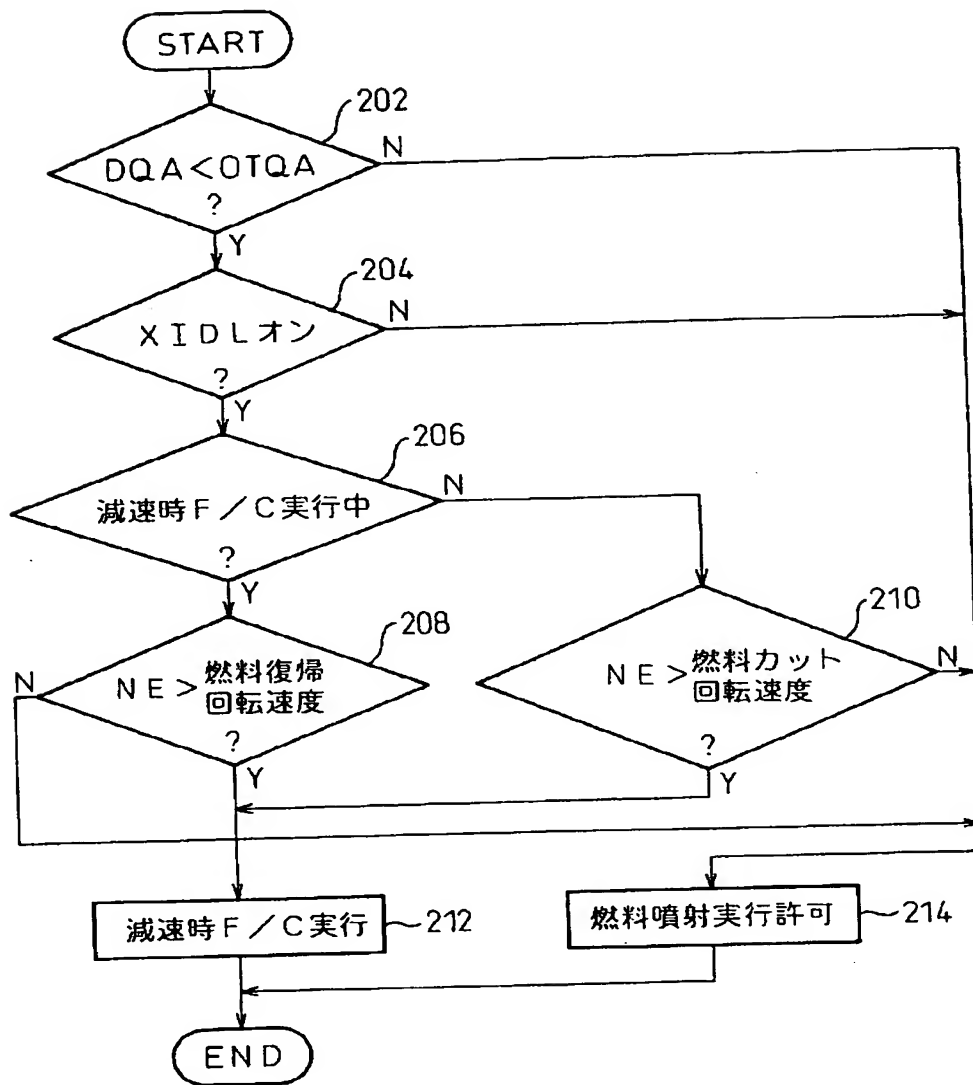 START
202
DQA<OTQA
?
N
Y
204
XIDLオン
?
N
Y
206
減速時F/C実行中
?
N
Y
208
NE>燃料復帰
回転速度
?
N
Y
210
NE>燃料カット
回転速度
?
N
Y
減速時F/C実行
212
燃料噴射実行許可
214
END